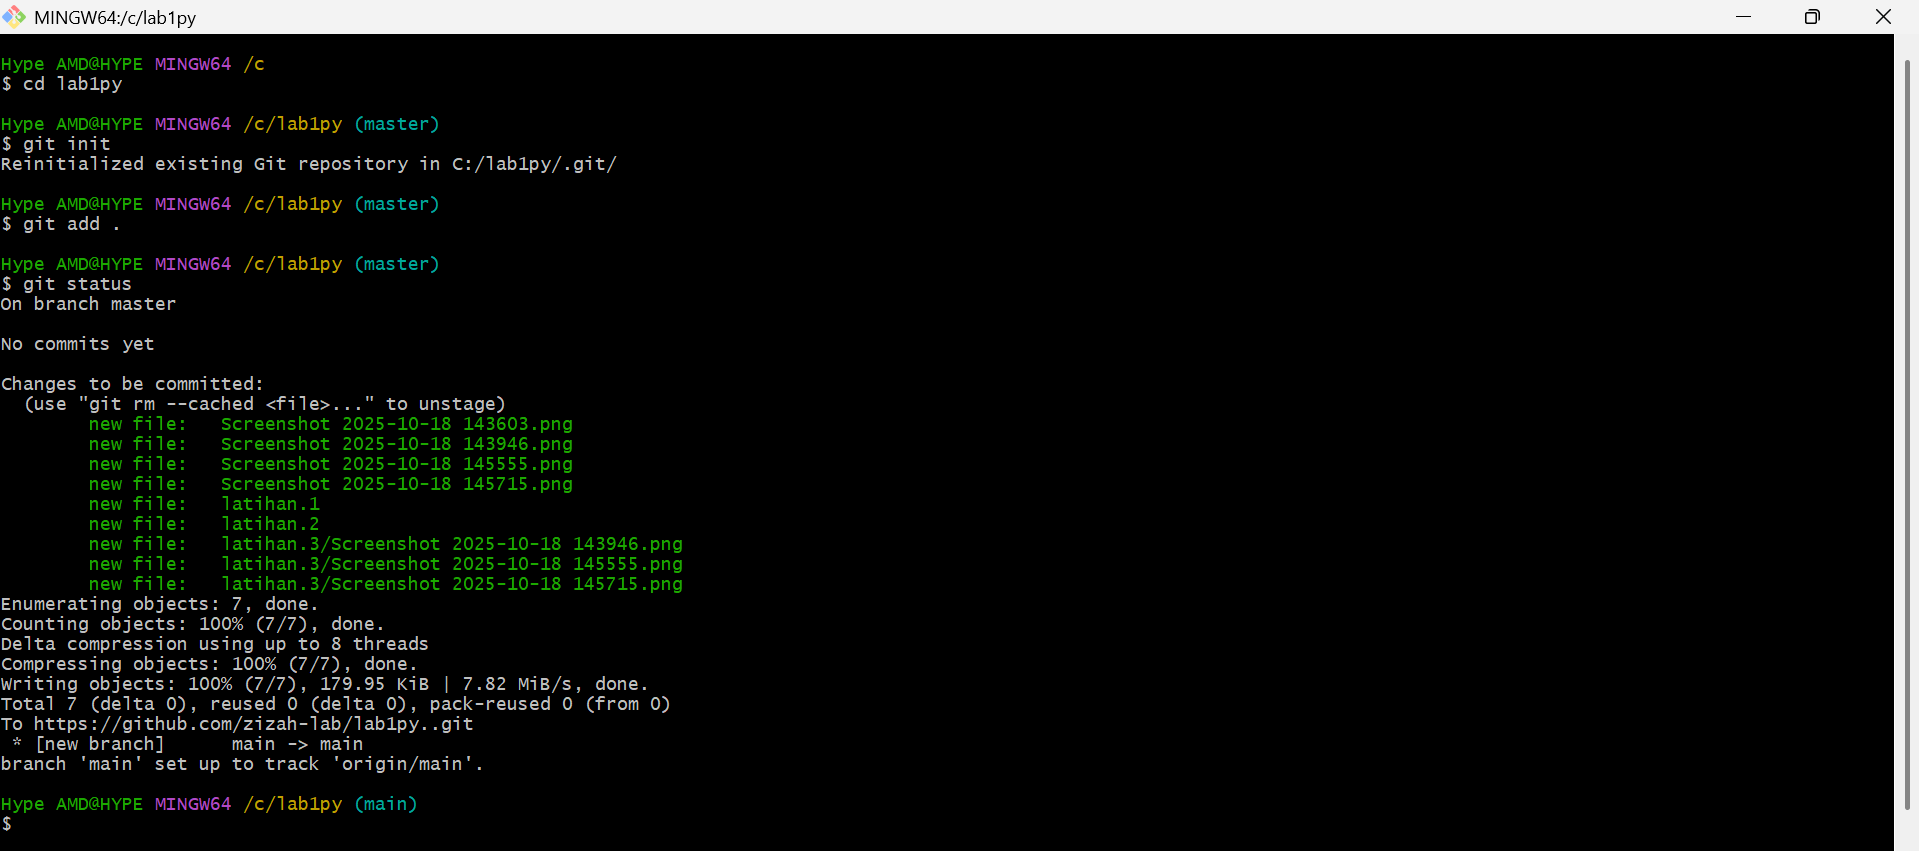 MINGW64:/c/lab1py
Hype AMD@HYPE MINGW64 /c
$ cd lab1py
Hype AMD@HYPE MINGW64 /c/lab1py (master)
$ git init
Reinitialized existing Git repository in C:/lab1py/.git/
Hype AMD@HYPE MINGW64 /c/lab1py (master)
$ git add .
Hype AMD@HYPE MINGW64 /c/lab1py (master)
$ git status
On branch master
No commits yet
Changes to be committed:
  (use "git rm --cached <file>..." to unstage)
        new file:   Screenshot 2025-10-18 143603.png
        new file:   Screenshot 2025-10-18 143946.png
        new file:   Screenshot 2025-10-18 145555.png
        new file:   Screenshot 2025-10-18 145715.png
        new file:   latihan.1
        new file:   latihan.2
        new file:   latihan.3/Screenshot 2025-10-18 143946.png
        new file:   latihan.3/Screenshot 2025-10-18 145555.png
        new file:   latihan.3/Screenshot 2025-10-18 145715.png
Enumerating objects: 7, done.
Counting objects: 100% (7/7), done.
Delta compression using up to 8 threads
Compressing objects: 100% (7/7), done.
Writing objects: 100% (7/7), 179.95 KiB | 7.82 MiB/s, done.
Total 7 (delta 0), reused 0 (delta 0), pack-reused 0 (from 0)
To https://github.com/zizah-lab/lab1py..git
 * [new branch]      main -> main
branch 'main' set up to track 'origin/main'.
Hype AMD@HYPE MINGW64 /c/lab1py (main)
$